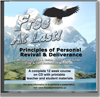 Free At Last!
Principles of Personal
Revival & Deliverance
A complete 12 week course
on CD with printable
teacher and student materials